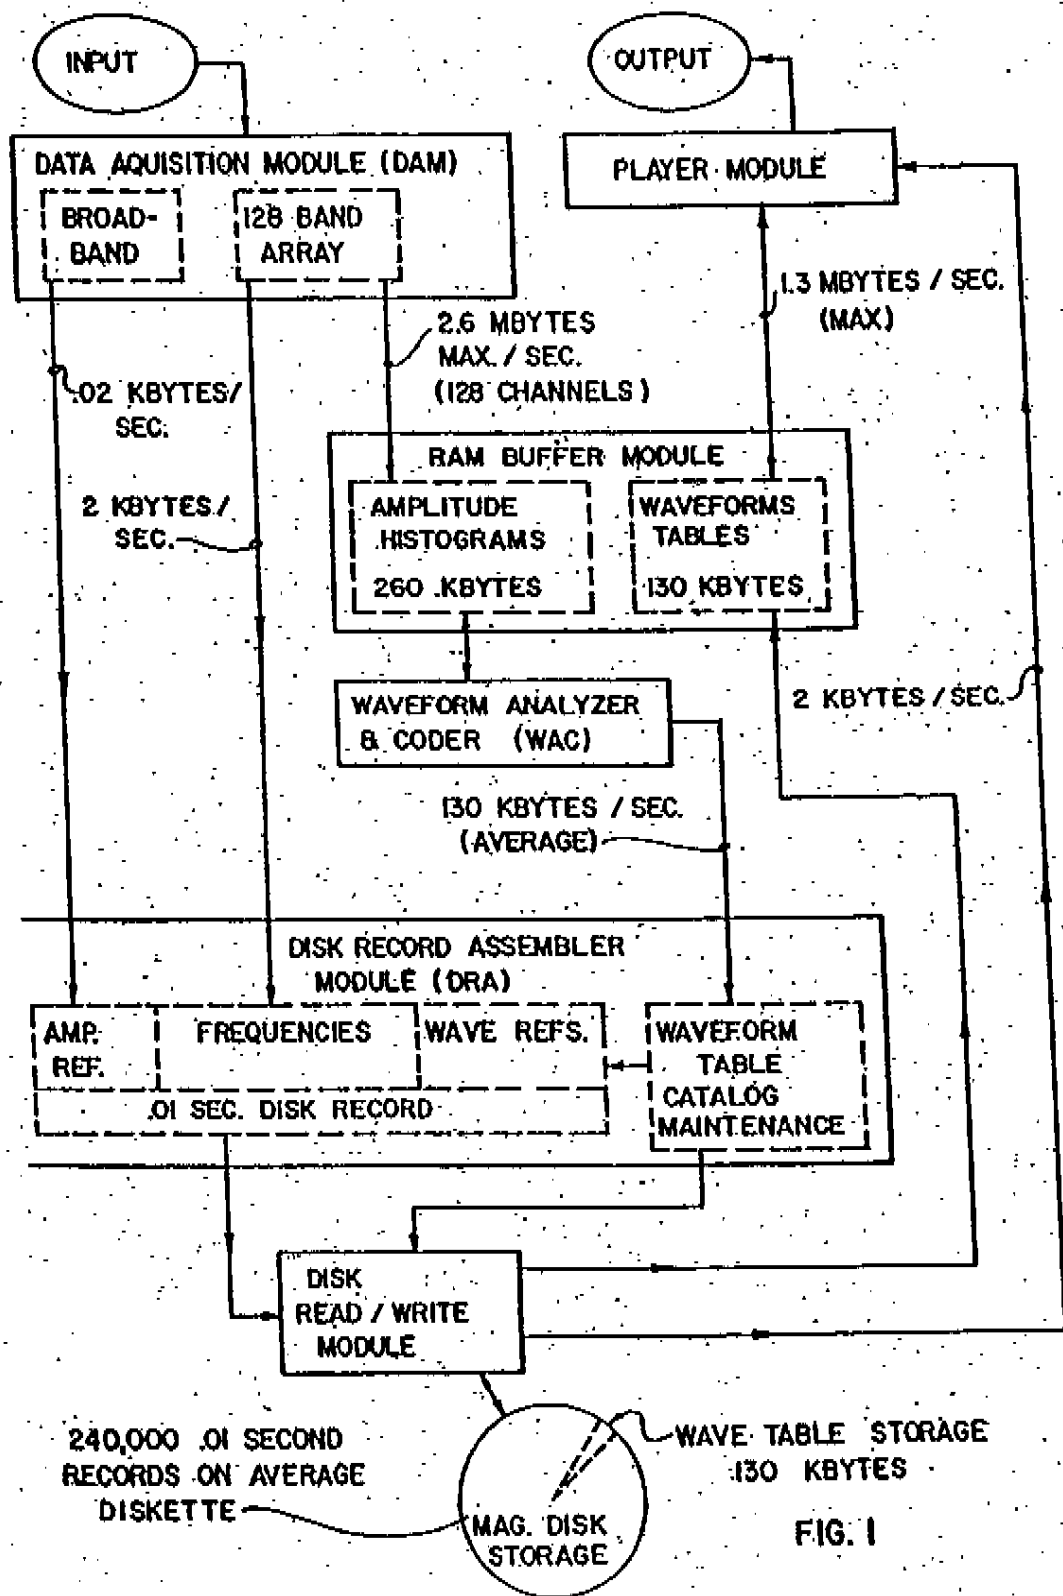 INPUT
OUTPUT
DATA AQUISITION MODULE (DAM)
BROAD-
BAND
128 BAND
ARRAY
PLAYER MODULE
1.3 MBYTES / SEC.
(MAX)
2.6 MBYTES
MAX. / SEC.
(128 CHANNELS)
.02 KBYTES/
SEC.
2 KBYTES /
SEC.
RAM BUFFER MODULE
AMPLITUDE
HISTOGRAMS
260 KBYTES
WAVEFORMS
TABLES
130 KBYTES
WAVEFORM ANALYZER
& CODER (WAC)
2 KBYTES / SEC.
130 KBYTES / SEC.
(AVERAGE)
DISK RECORD ASSEMBLER
MODULE (DRA)
AMP.
REF.
FREQUENCIES
WAVE REFS.
.01 SEC. DISK RECORD
WAVEFORM
TABLE
CATALOG
MAINTENANCE
DISK
READ / WRITE
MODULE
240,000 .01 SECOND
RECORDS ON AVERAGE
DISKETTE
WAVE TABLE STORAGE
130 KBYTES
MAG. DISK
STORAGE
FIG. 1